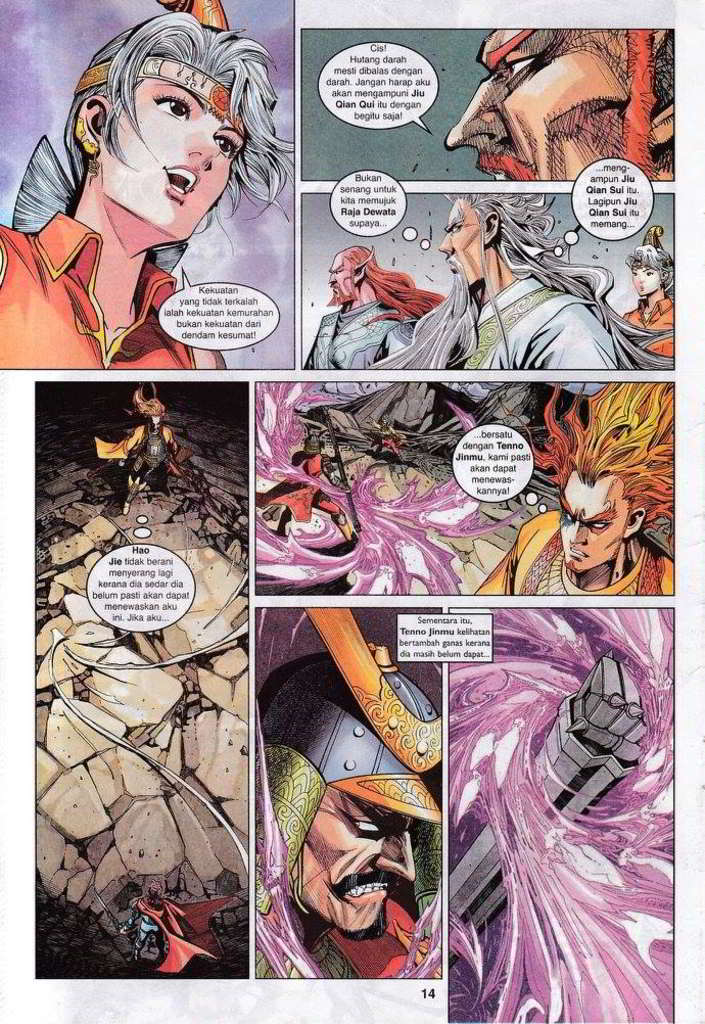 Kekuatan
yang tidak terkalah
ialah kekuatan kemurahan
bukan kekuatan dari
dendam kesumat!
Cis!
Hutang darah
mesti dibalas dengan
darah. Jangan harap aku
akan mengampuni Jiu
Qian Qui itu dengan
begitu saja!
Bukan
senang untuk
kita memujuk
Raja Dewata
supaya...
...meng-
ampun Jiu
Qian Sui itu.
Lagipun Jiu
Qian Sui itu
memang...
Hao
Jie tidak berani
menyerang lagi
kerana dia sedar dia
belum pasti akan dapat
menewaskan aku
ini. Jika aku...
...bersatu
dengan Tenno
Jinmu, kami pasti
akan dapat
menewas-
kannya!
Sementara itu,
Tenno Jinmu kelihatan
bertambah ganas kerana
dia masih belum dapat...
14